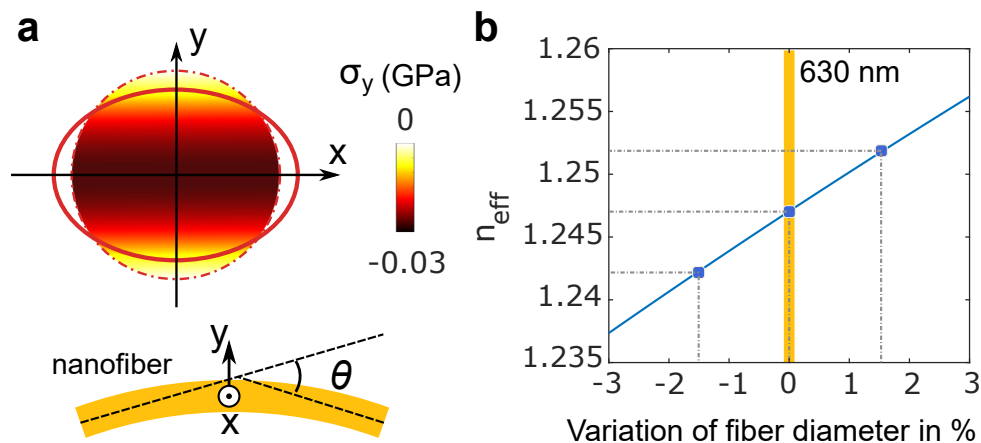 a
y
σy (GPa)
0
x
-0.03
y
nanofiber
θ
x
b
1.26
630 nm
1.255
1.25
neff
1.245
1.24
1.235
-3 -2 -1 0 1 2 3
Variation of fiber diameter in %